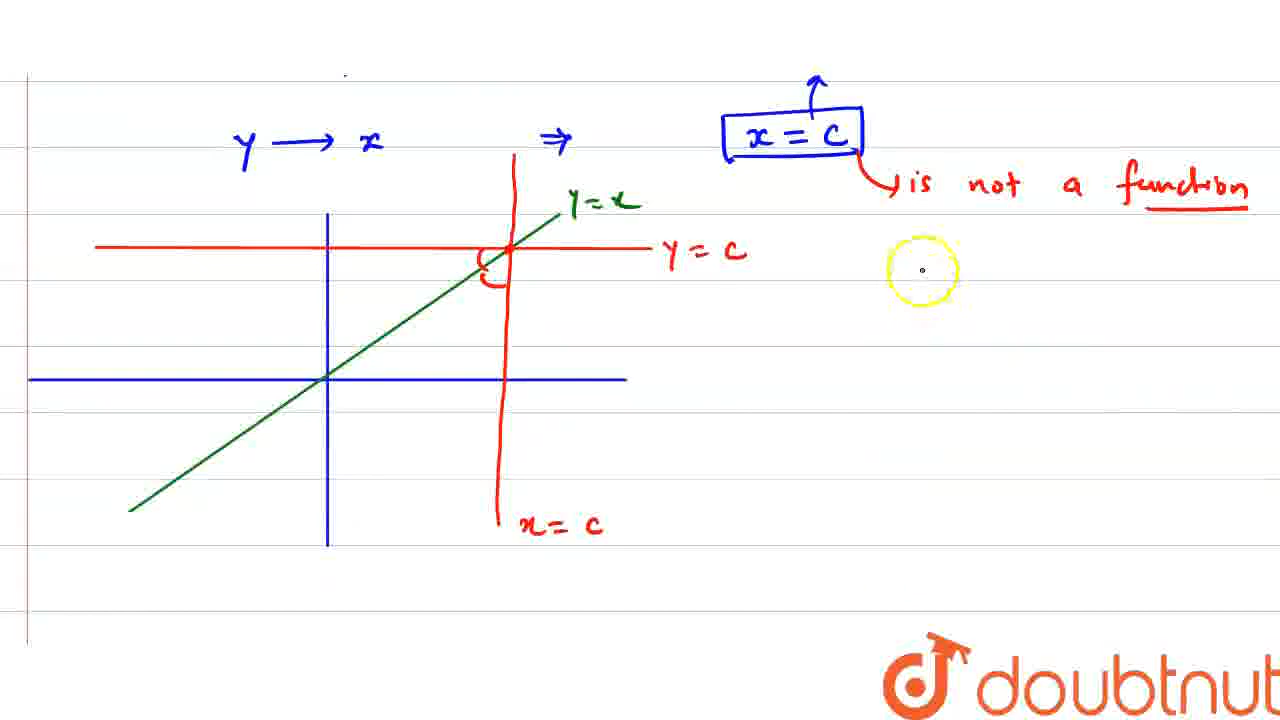 y → x ⇒ x = c
is not a function
y = x
y = c
x = c
doubtnut